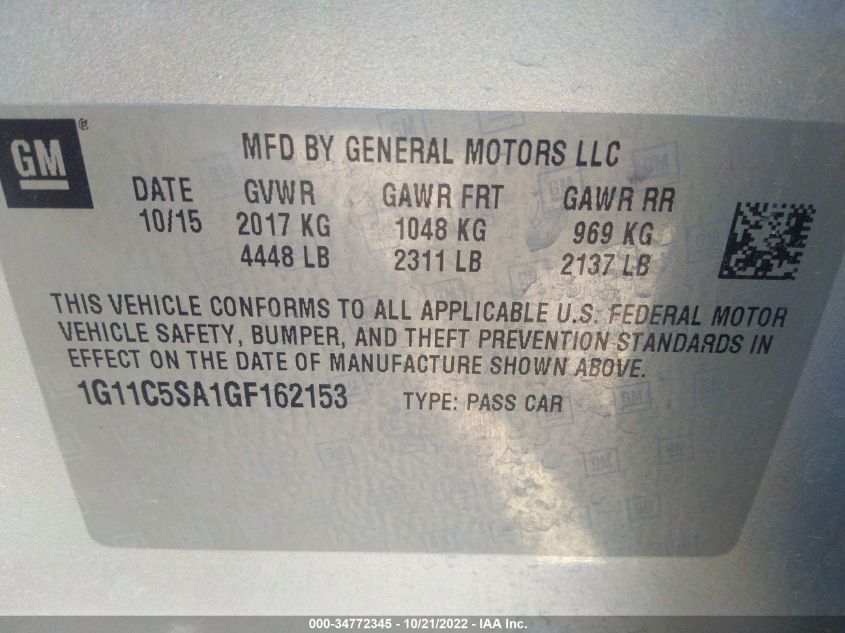 GM®
MFD BY GENERAL MOTORS LLC
DATE GVWR GAWR FRT GAWR RR
10/15 2017 KG 1048 KG 969 KG
4448 LB 2311 LB 2137 LB
THIS VEHICLE CONFORMS TO ALL APPLICABLE U.S. FEDERAL MOTOR
VEHICLE SAFETY, BUMPER, AND THEFT PREVENTION STANDARDS IN
EFFECT ON THE DATE OF MANUFACTURE SHOWN ABOVE.
1G11C5SA1GF162153 TYPE: PASS CAR
000-34772345 - 10/21/2022 - IAA Inc.